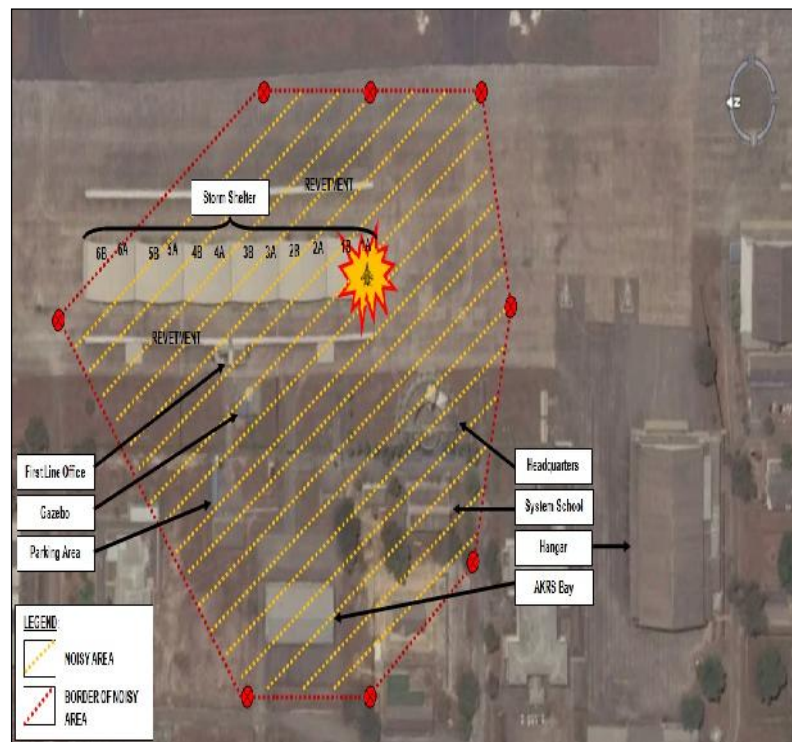 N
REVETMENT
Storm Shelter
6B 6A 5B 5A 4B 4A 3B 3A 2B 2A 1B
REVETMENT
First Line Office
Gazebo
Parking Area
Headquarters
System School
Hangar
AKRS Bay
LEGEND:
NOISY AREA
BORDER OF NOISY
AREA